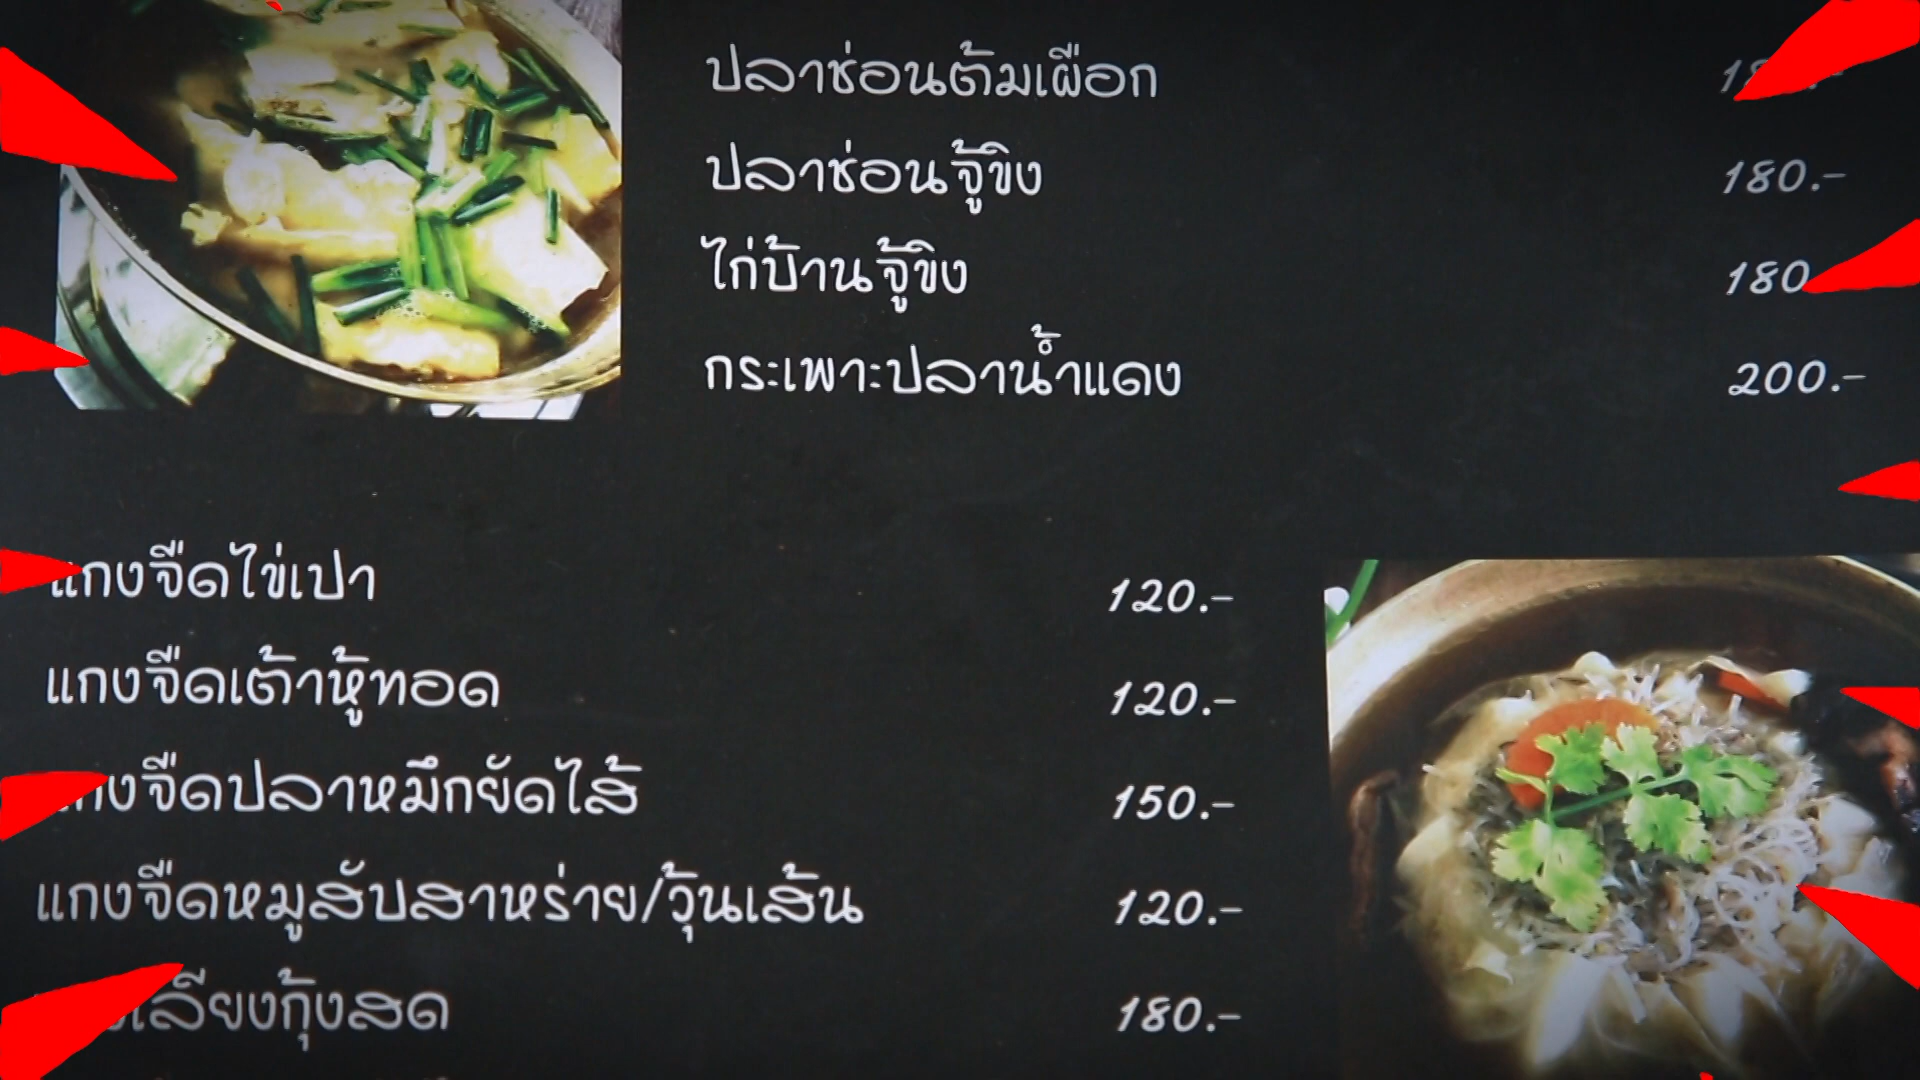 ปลาช่อนต้มเผือก
ปลาช่อนจู้ขิง 180.-
ไก่บ้านจู้ขิง 180
กระเพาะปลาน้ำแดง 200.-
แกงจืดไข่เปา 120.-
แกงจืดเต้าหู้ทอด 120.-
แกงจืดปลาหมึกยัดไส้ 150.-
แกงจืดหมูสับสาหร่าย/วุ้นเส้น 120.-
กุ้งสด 180.-